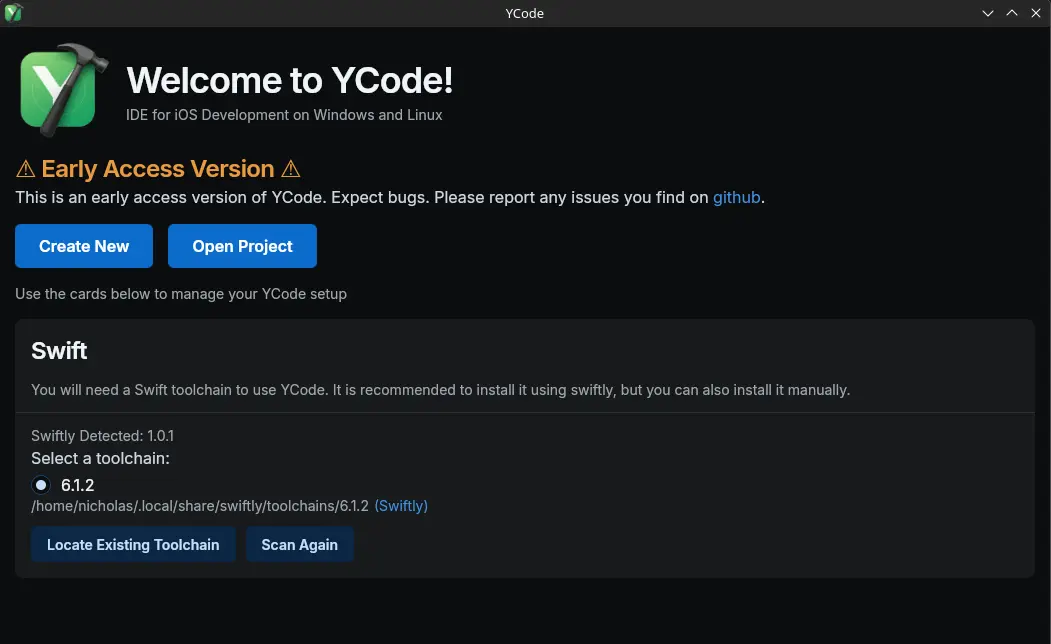 YCode
Welcome to YCode!
IDE for iOS Development on Windows and Linux
⚠ Early Access Version ⚠
This is an early access version of YCode. Expect bugs. Please report any issues you find on github.
Create New
Open Project
Use the cards below to manage your YCode setup
Swift
You will need a Swift toolchain to use YCode. It is recommended to install it using swiftly, but you can also install it manually.
Swiftly Detected: 1.0.1
Select a toolchain:
6.1.2
/home/nicholas/.local/share/swiftly/toolchains/6.1.2 (Swiftly)
Locate Existing Toolchain
Scan Again